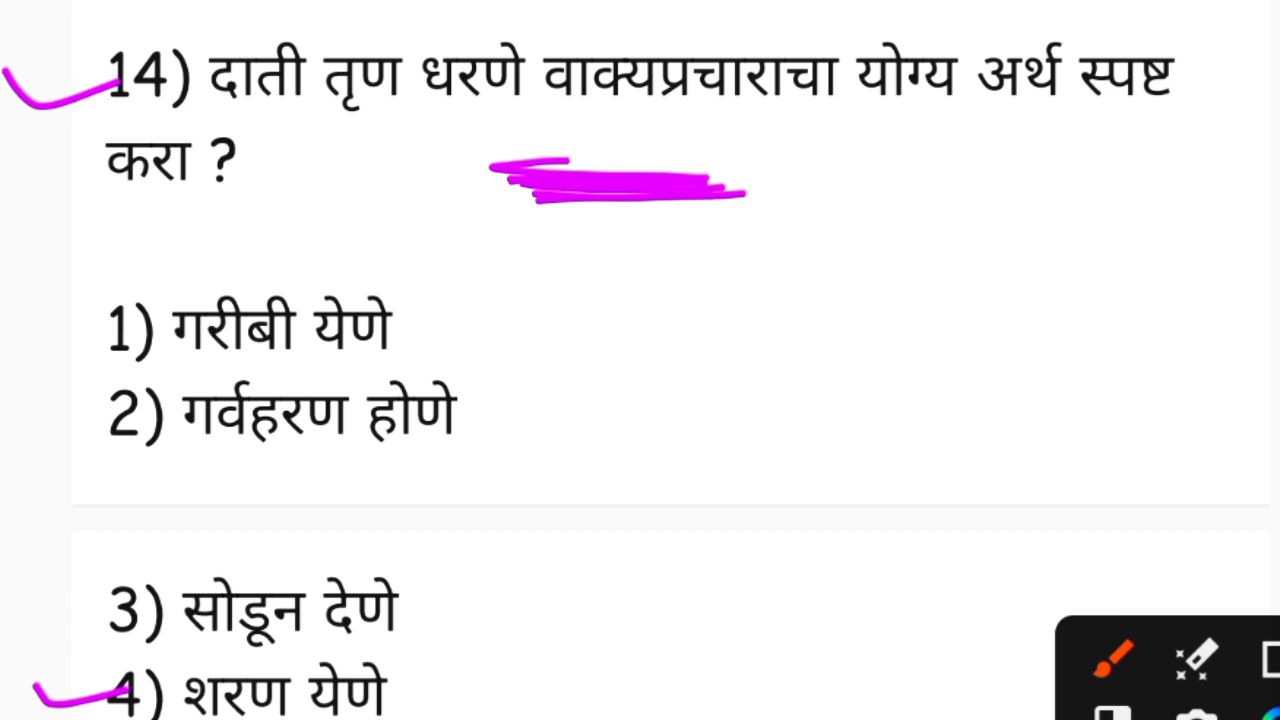 14) दाती तृण धरणे वाक्यप्रचाराचा योग्य अर्थ स्पष्ट
करा ?
1) गरीबी येणे
2) गर्वहरण होणे
3) सोडून देणे
4) शरण येणे